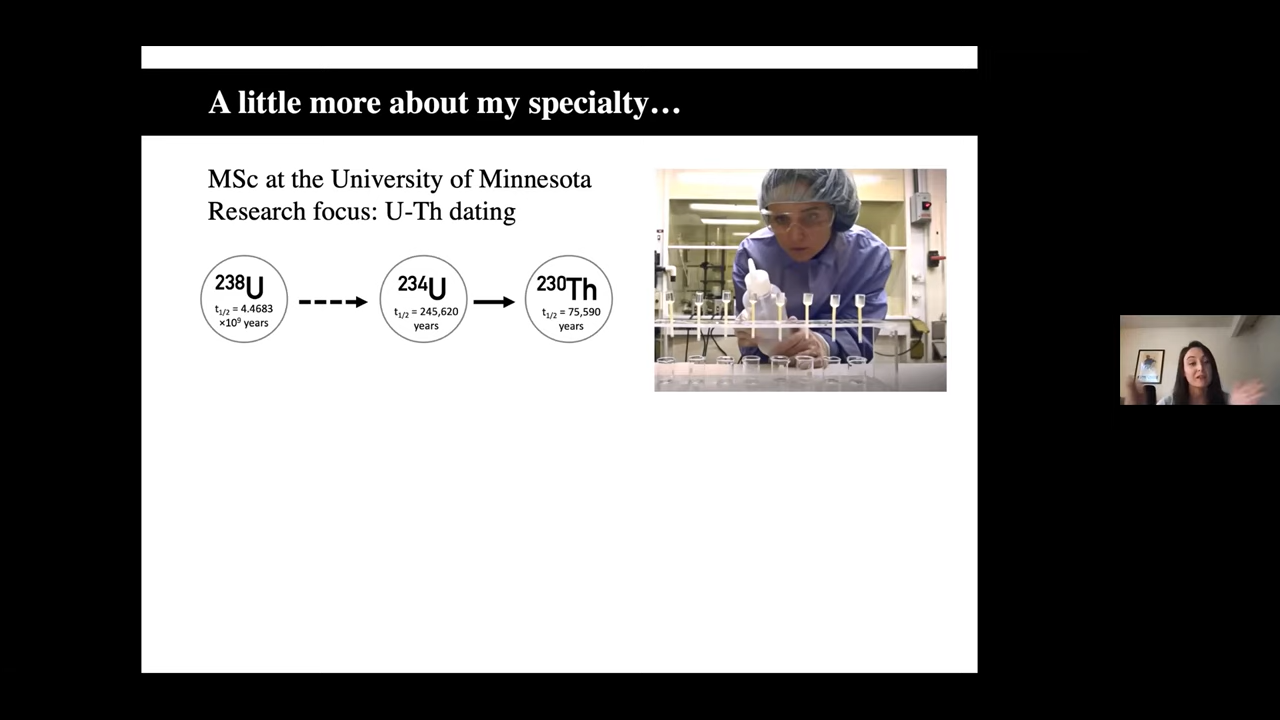 A little more about my specialty…
MSc at the University of Minnesota
Research focus: U-Th dating
²³⁸U
t₁/₂ = 4.4683
×10⁹ years
²³⁴U
t₁/₂ = 245,620
years
²³⁰Th
t₁/₂ = 75,590
years